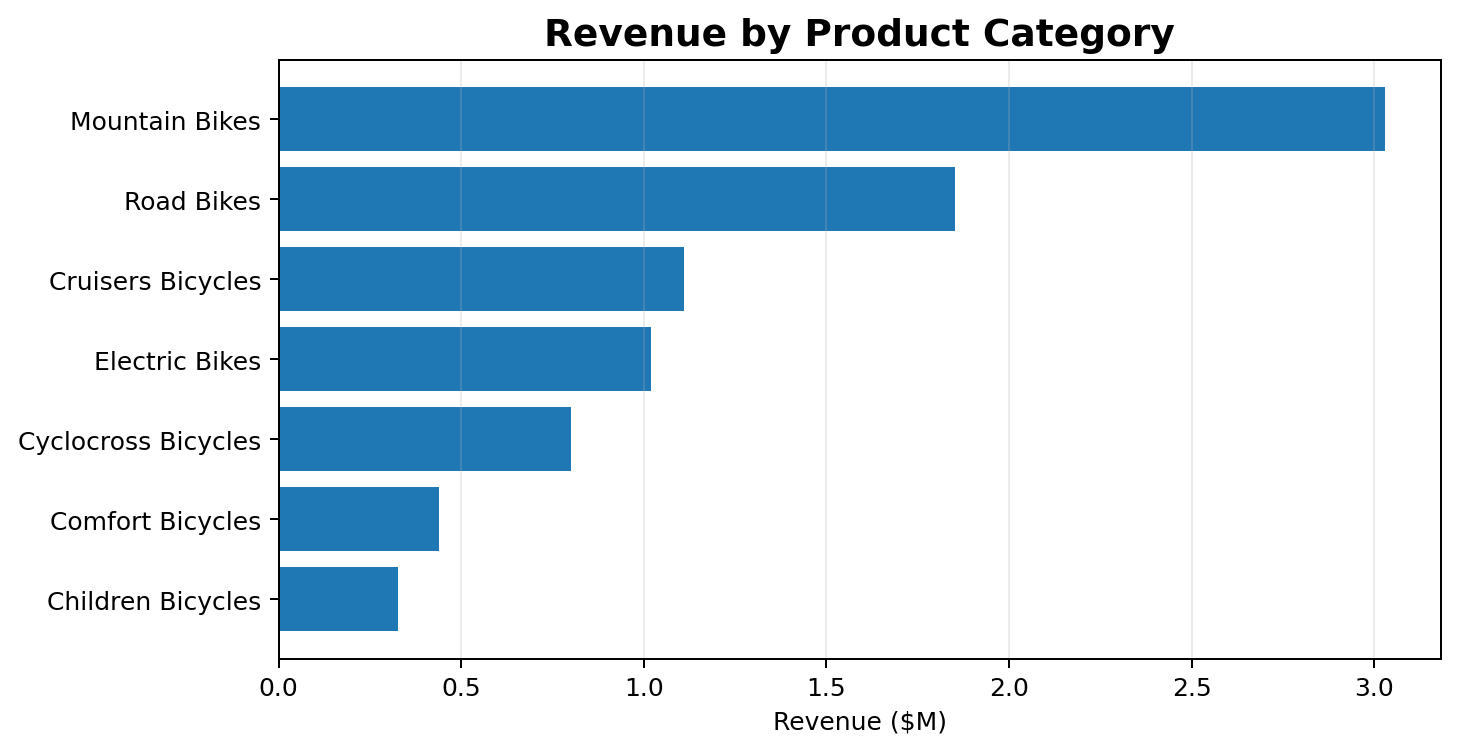 Revenue by Product Category
Mountain Bikes
Road Bikes
Cruisers Bicycles
Electric Bikes
Cyclocross Bicycles
Comfort Bicycles
Children Bicycles
0.0 0.5 1.0 1.5 2.0 2.5 3.0
Revenue ($M)